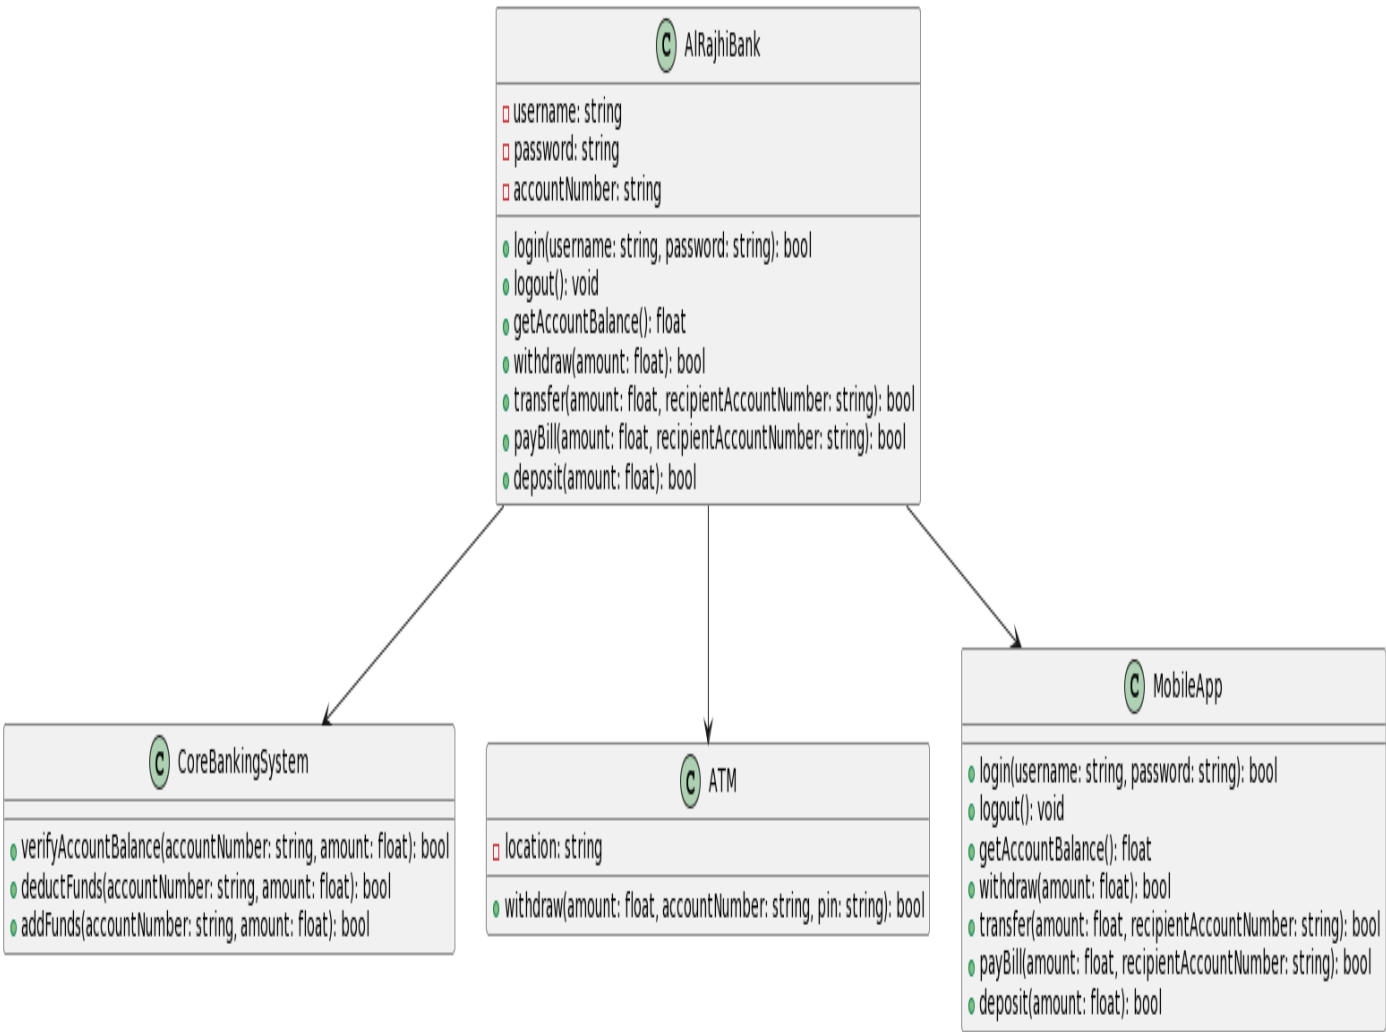 C AlRajhiBank
username: string
password: string
accountNumber: string
login(username: string, password: string): bool
logout(): void
getAccountBalance(): float
withdraw(amount: float): bool
transfer(amount: float, recipientAccountNumber: string): bool
payBill(amount: float, recipientAccountNumber: string): bool
deposit(amount: float): bool
C CoreBankingSystem
verifyAccountBalance(accountNumber: string, amount: float): bool
deductFunds(accountNumber: string, amount: float): bool
addFunds(accountNumber: string, amount: float): bool
C ATM
location: string
withdraw(amount: float, accountNumber: string, pin: string): bool
C MobileApp
login(username: string, password: string): bool
logout(): void
getAccountBalance(): float
withdraw(amount: float): bool
transfer(amount: float, recipientAccountNumber: string): bool
payBill(amount: float, recipientAccountNumber: string): bool
deposit(amount: float): bool